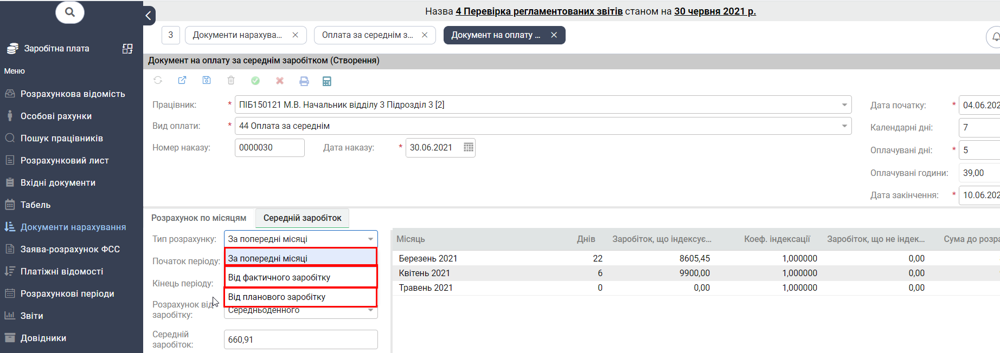 Назва 4 Перевірка регламентованих звітів станом на 30 червня 2021 р.
Заробітна плата
Меню
Розрахункова відомість
Особові рахунки
Пошук працівників
Розрахунковий лист
Вхідні документи
Табель
Документи нарахування
Заява-розрахунок ФСС
Платіжні відомості
Розрахункові періоди
Звіти
Довідники
3 Документи нарахува... Оплата за середнім з... Документ на оплату ...
Документ на оплату за середнім заробітком (Створення)
Працівник: * ПІБ150121 М.В. Начальник відділу 3 Підрозділ 3 [2]
Вид оплати: * 44 Оплата за середнім
Номер наказу: 0000030 Дата наказу: * 30.06.2021
Дата початку: * 04.06.202
Календарні дні: 7
Оплачувані дні: * 5
Оплачувані години: 39,00
Дата закінчення: * 10.06.202
Розрахунок по місяцям Середній заробіток
Тип розрахунку: За попередні місяці
За попередні місяці
Початок періоду:
Від фактичного заробітку
Кінець періоду:
Від планового заробітку
Розрахунок від
заробітку: Середньоденного
Середній
заробіток: 660,91
Місяць Днів Заробіток, що індексує... Коеф. індексації Заробіток, що не індек... Сума до розра
Березень 2021 22 8605,45 1,000000 0,00
Квітень 2021 6 9900,00 1,000000 0,00
Травень 2021 0 0,00 1,000000 0,00